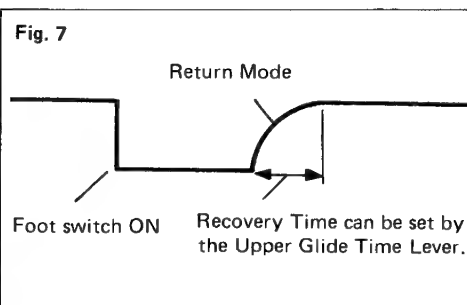 Fig. 7
Return Mode
Foot switch ON
Recovery Time can be set by
the Upper Glide Time Lever.